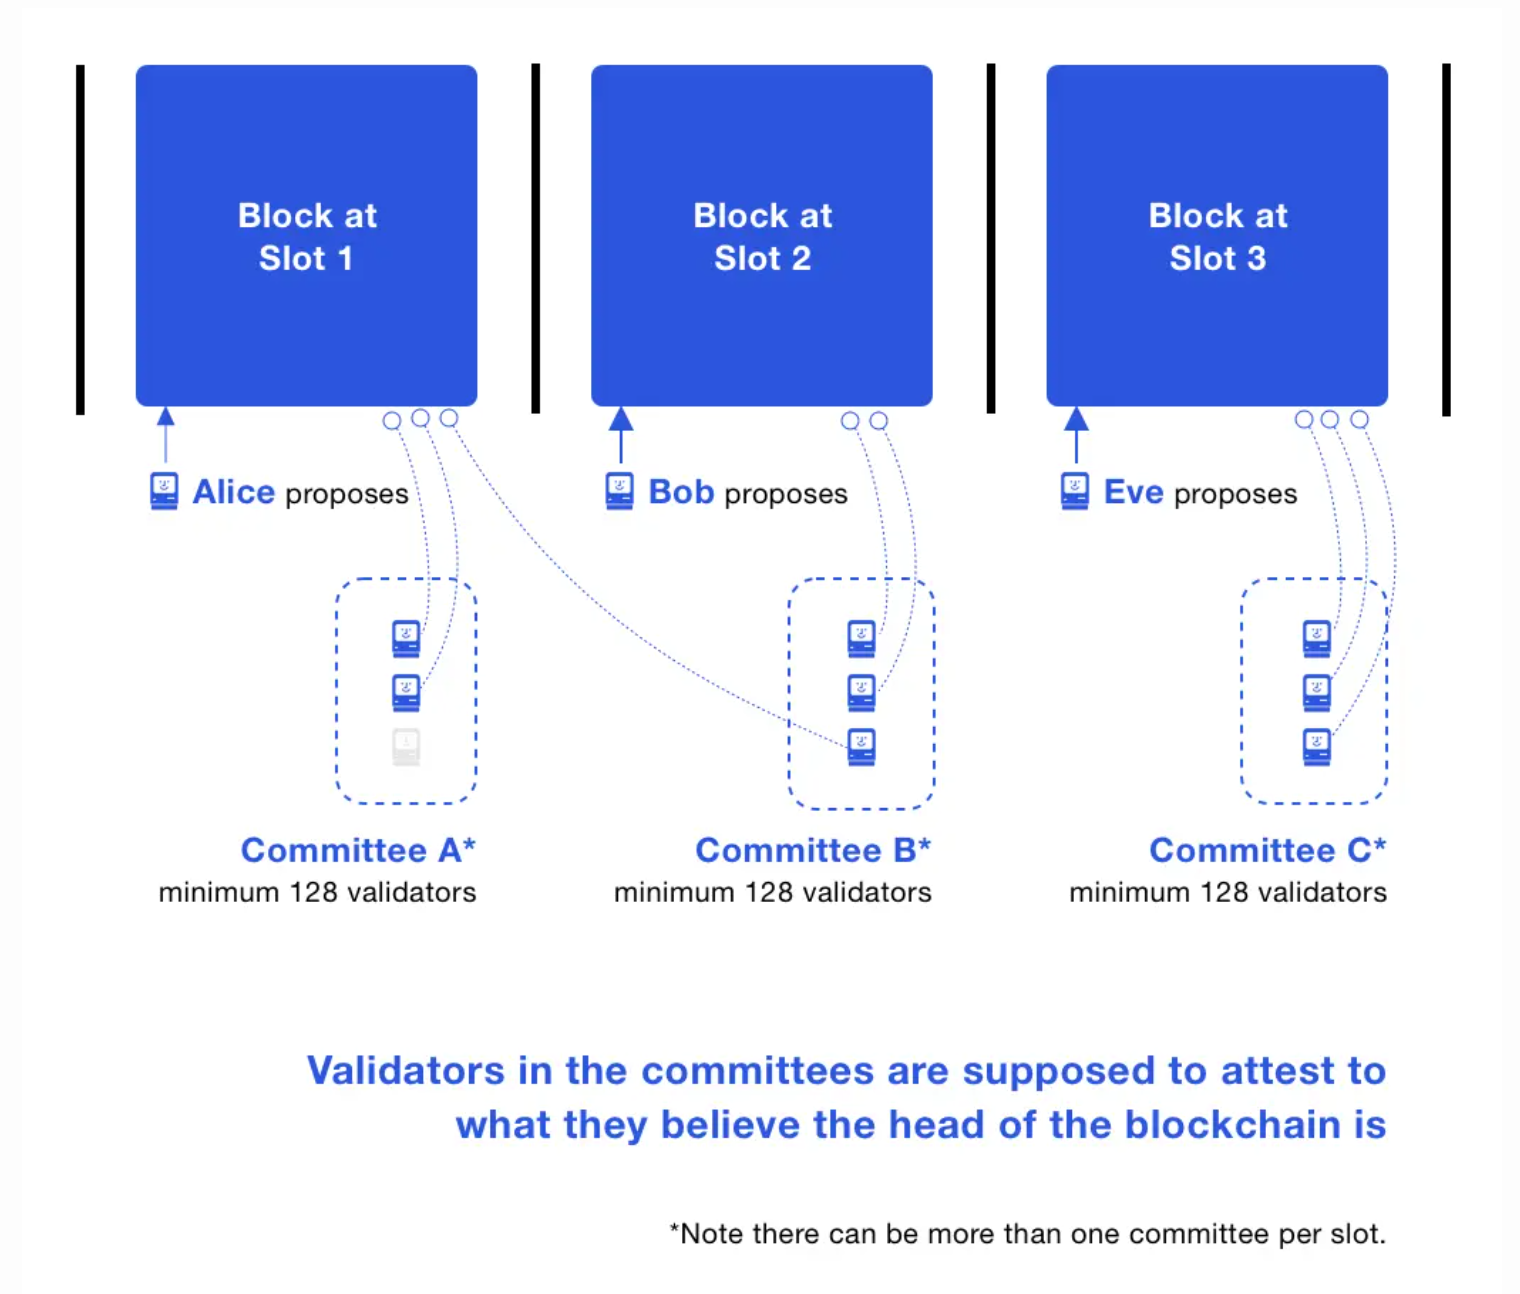 Block at
Slot 1
Block at
Slot 2
Block at
Slot 3
Alice proposes
Bob proposes
Eve proposes
Committee A*
minimum 128 validators
Committee B*
minimum 128 validators
Committee C*
minimum 128 validators
Validators in the committees are supposed to attest to
what they believe the head of the blockchain is
*Note there can be more than one committee per slot.